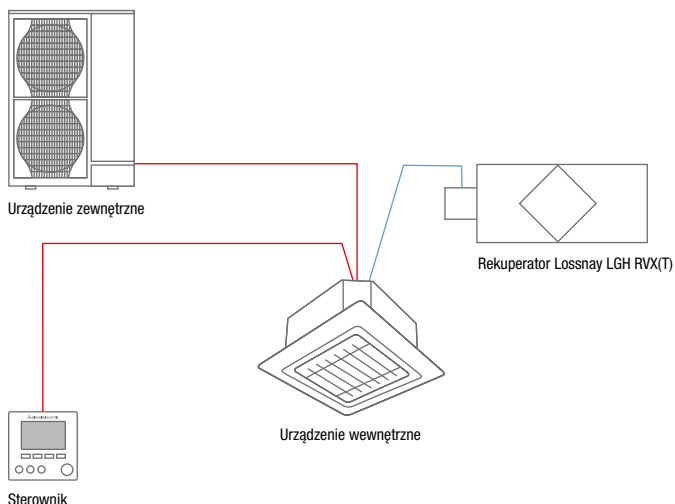 Urządzenie zewnętrzne
Rekuperator Lossnay LGH RVX(T)
Urządzenie wewnętrzne
Sterownik